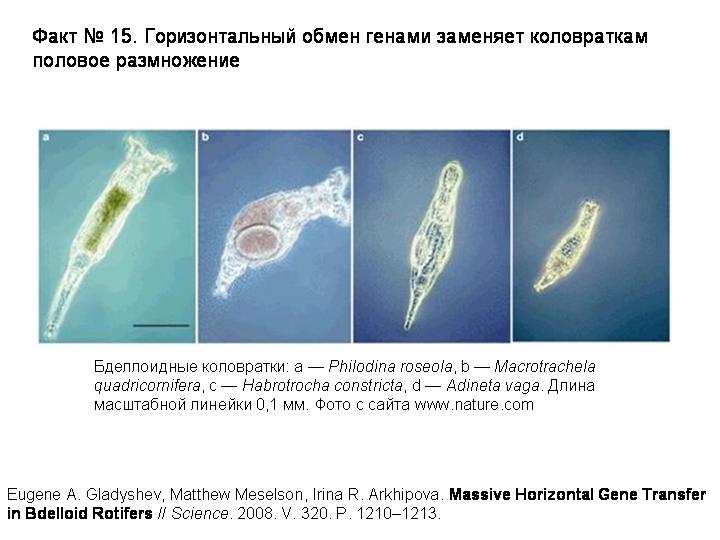 Факт № 15. Горизонтальный обмен генами заменяет коловраткам
половое размножение
a b c d
Бделлоидные коловратки: a — Philodina roseola, b — Macrotrachela
quadricornifera, c — Habrotrocha constricta, d — Adineta vaga. Длина
масштабной линейки 0,1 мм. Фото с сайта www.nature.com
Eugene A. Gladyshev, Matthew Meselson, Irina R. Arkhipova. Massive Horizontal Gene Transfer
in Bdelloid Rotifers // Science. 2008. V. 320. P. 1210–1213.